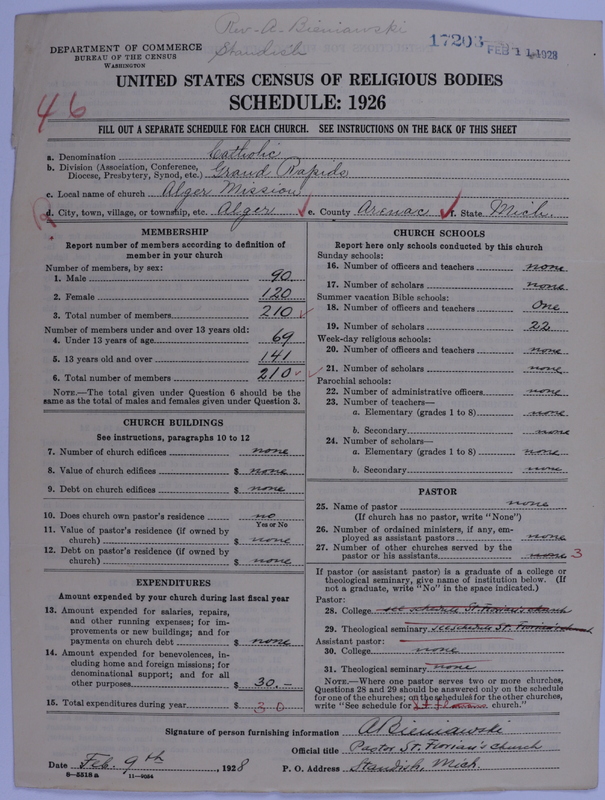 Rev-A. Bieniawski
Standish
17203 FEB 11 1928
DEPARTMENT OF COMMERCE
BUREAU OF THE CENSUS
WASHINGTON
UNITED STATES CENSUS OF RELIGIOUS BODIES
SCHEDULE: 1926
46
FILL OUT A SEPARATE SCHEDULE FOR EACH CHURCH. SEE INSTRUCTIONS ON THE BACK OF THIS SHEET
a. Denomination Catholic
b. Division (Association, Conference,
Diocese, Presbytery, Synod, etc.) Grand Rapids
c. Local name of church Alger Mission
R
d. City, town, village, or township, etc. Alger e. County Arenac f. State Mich.
MEMBERSHIP
Report number of members according to definition of
member in your church
Number of members, by sex:
1. Male 90
2. Female 120
3. Total number of members 210
Number of members under and over 13 years old:
4. Under 13 years of age 69
5. 13 years old and over 141
6. Total number of members 210
NOTE.—The total given under Question 6 should be
same as the total of males and females given under Question 3.
CHURCH BUILDINGS
See instructions, paragraphs 10 to 12
7. Number of church edifices none
8. Value of church edifices $ none
9. Debt on church edifices $ none
10. Does church own pastor's residence no
Yes or No
11. Value of pastor's residence (if owned by
church) $ none
12. Debt on pastor's residence (if owned by
church) $ none
EXPENDITURES
Amount expended by your church during last fiscal year
13. Amount expended for salaries, repairs,
and other running expenses; for im-
provements or new buildings; and for
payments on church debt $ none
14. Amount expended for benevolences, in-
cluding home and foreign missions; for
denominational support; and for all
other purposes $ 30.–
15. Total expenditures during year $ 30
CHURCH SCHOOLS
Report here only schools conducted by this church
Sunday schools:
16. Number of officers and teachers none
17. Number of scholars none
Summer vacation Bible schools:
18. Number of officers and teachers One
19. Number of scholars 22
Week-day religious schools:
20. Number of officers and teachers none
21. Number of scholars none
Parochial schools:
22. Number of administrative officers none
23. Number of teachers—
a. Elementary (grades 1 to 8) none
b. Secondary none
24. Number of scholars—
a. Elementary (grades 1 to 8) none
b. Secondary none
PASTOR
25. Name of pastor none
(If church has no pastor, write "None")
26. Number of ordained ministers, if any, em-
ployed as assistant pastors none
27. Number of other churches served by the
pastor or his assistants none 3
If pastor (or assistant pastor) is a graduate of a college or
theological seminary, give name of institution below. (If
not a graduate, write "No" in the space indicated.)
Pastor:
28. College see schedule St. Florian's church
29. Theological seminary see schedule St. Florian's church
Assistant pastor:
30. College none
31. Theological seminary none
NOTE.—Where one pastor serves two or more churches,
Questions 28 and 29 should be answered only on the schedule
for one of the churches; on the schedules for the other churches,
write "See schedule for St. Florians church."
Signature of person furnishing information A Bieniawski
Official title Pastor St. Florian's church
Date Feb. 9th, 1928 P. O. Address Standish, Mich.
8—5518a 11—9054